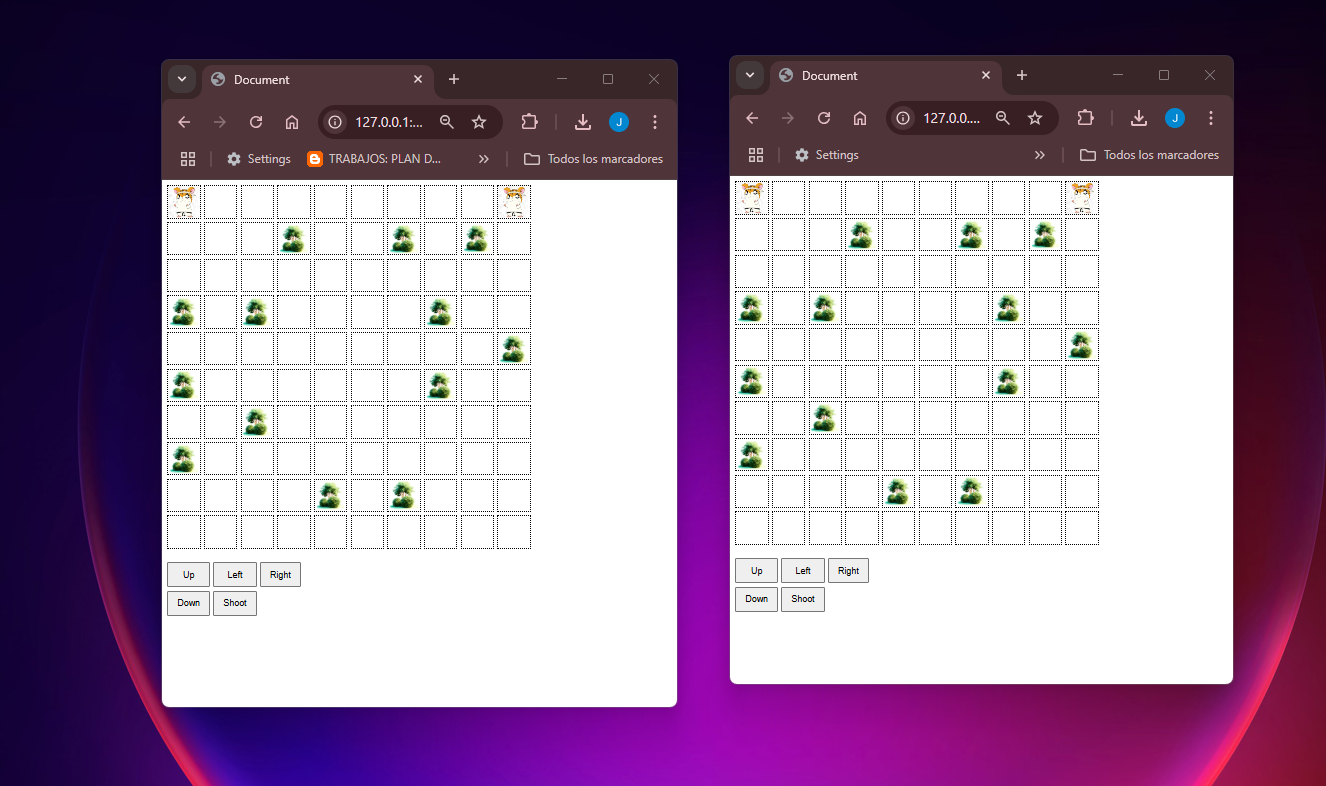 Document
127.0.0.1:...
Settings
TRABAJOS: PLAN D...
Todos los marcadores
Up Left Right
Down Shoot
Document
127.0.0....
Settings
Todos los marcadores
Up Left Right
Down Shoot
J
J